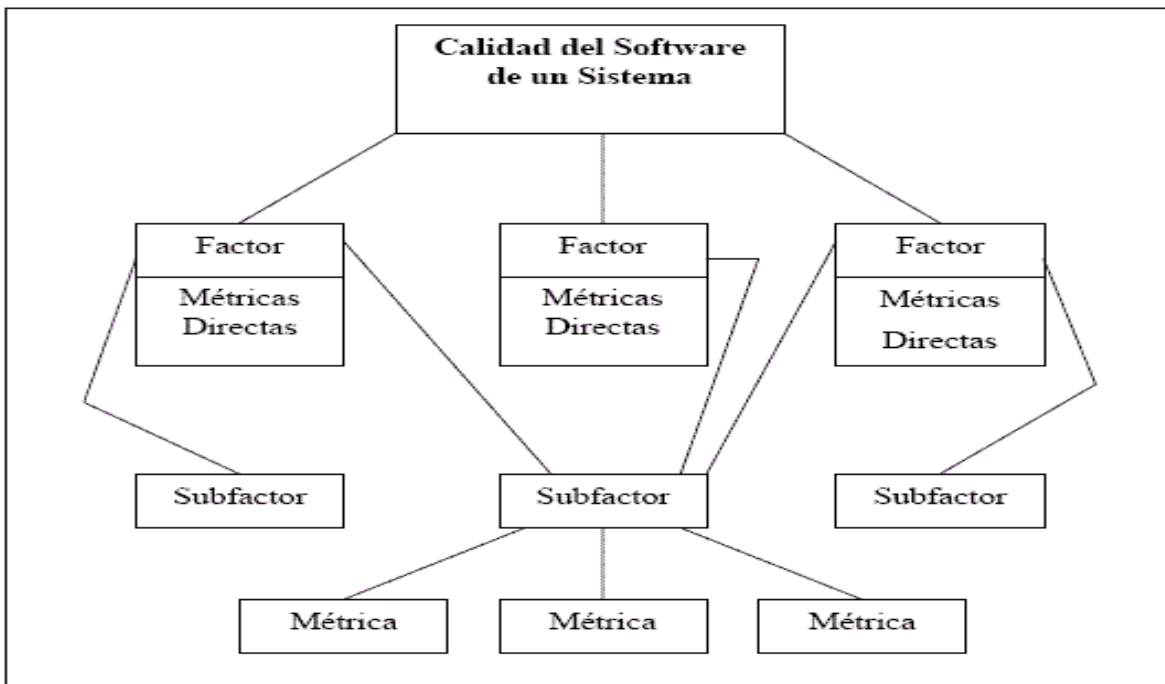 Calidad del Software
de un Sistema
Factor
Factor
Factor
Métricas
Directas
Métricas
Directas
Métricas
Directas
Subfactor
Subfactor
Subfactor
Métrica
Métrica
Métrica